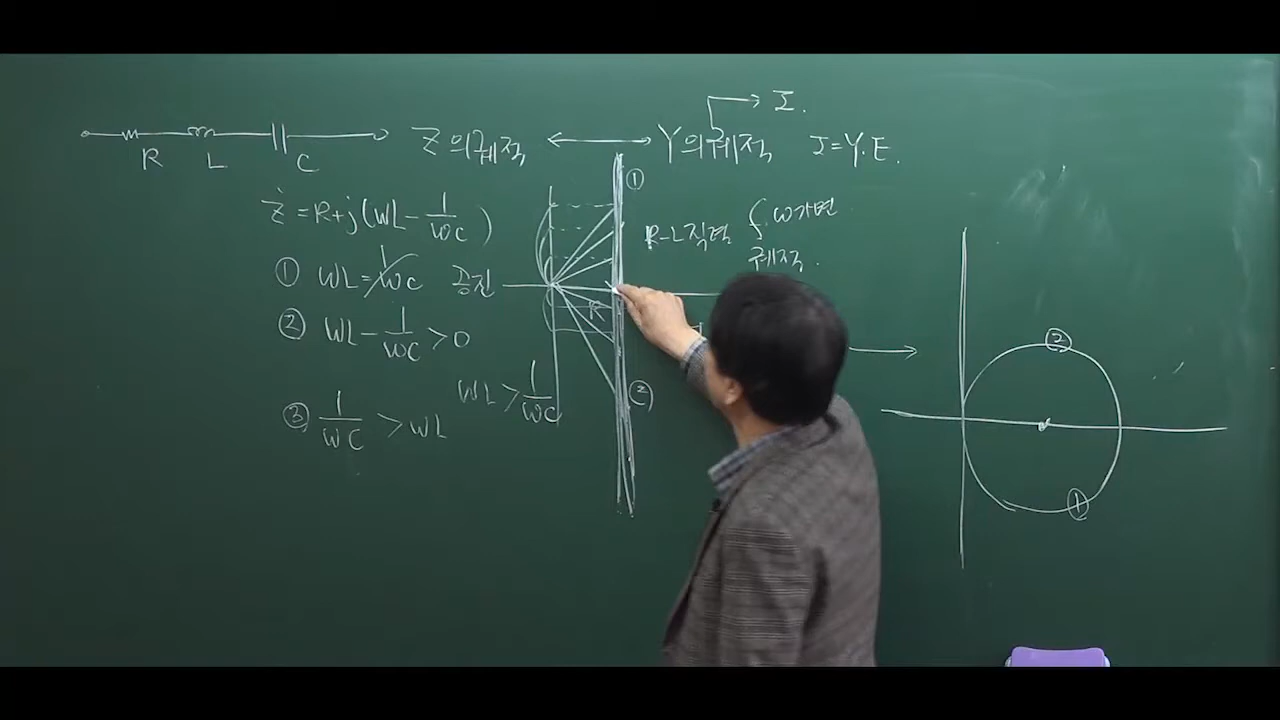 R L C
Z의 궤적 ⟷ Y의 궤적 I = Y.E.
→ I.
Ż = R+j(WL-1/WC)
① WL=1/WC 공진
② WL-1/WC>0
WL>1/WC
③ 1/WC>WL
①
R
②
R-L직렬 f.W가변
궤적.
②
①